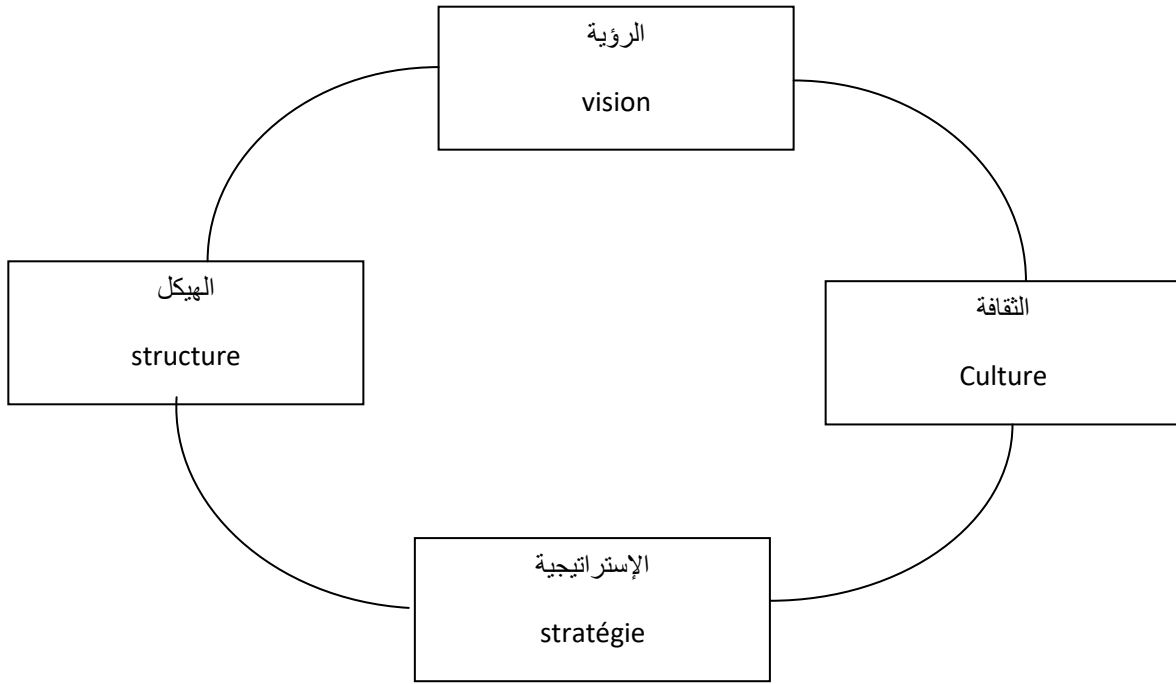 الرؤية
vision
الهيكل
structure
الثقافة
Culture
الإستراتيجية
stratégie